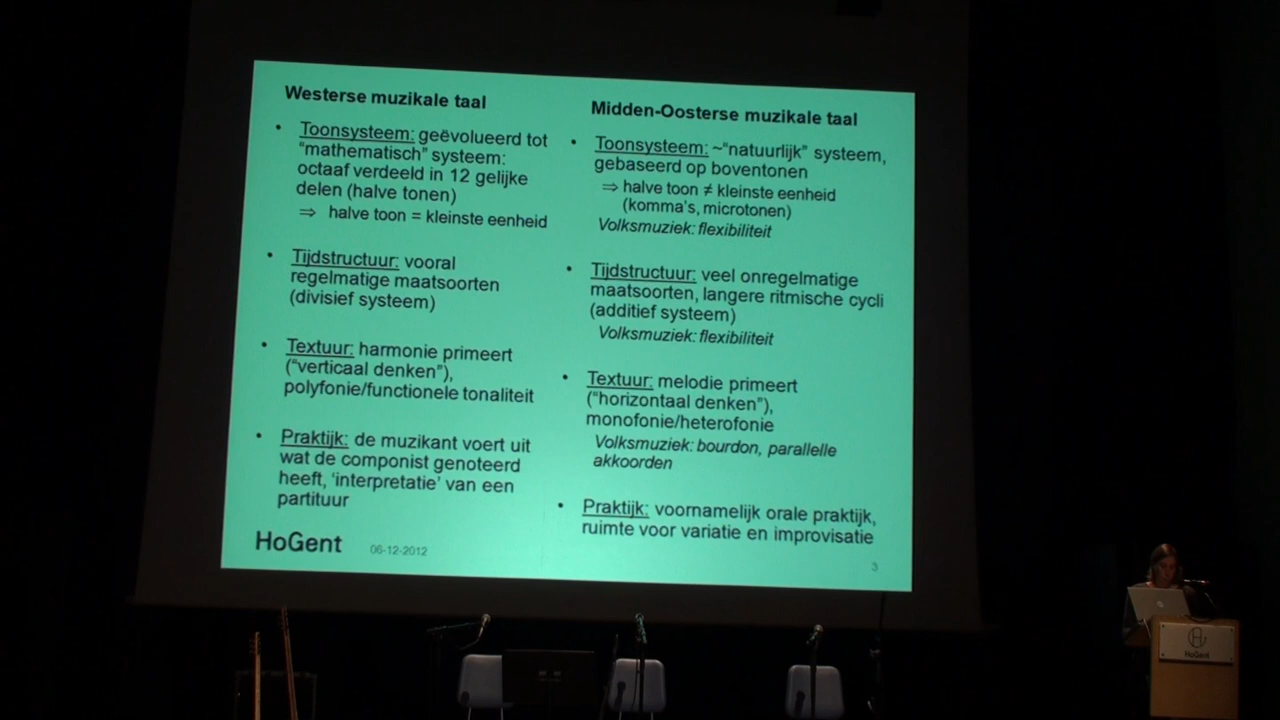 Westerse muzikale taal
• Toonsysteem: geëvolueerd tot
“mathematisch” systeem:
octaaf verdeeld in 12 gelijke
delen (halve tonen)
⇒ halve toon = kleinste eenheid
• Tijdstructuur: vooral
regelmatige maatsoorten
(divisief systeem)
• Textuur: harmonie primeert
(“verticaal denken”),
polyfonie/functionele tonaliteit
• Praktijk: de muzikant voert uit
wat de componist genoteerd
heeft, ‘interpretatie’ van een
partituur
Midden-Oosterse muzikale taal
• Toonsysteem: ~“natuurlijk” systeem,
gebaseerd op boventonen
⇒ halve toon ≠ kleinste eenheid
(komma’s, microtonen)
Volksmuziek: flexibiliteit
• Tijdstructuur: veel onregelmatige
maatsoorten, langere ritmische cycli
(additief systeem)
Volksmuziek: flexibiliteit
• Textuur: melodie primeert
(“horizontaal denken”),
monofonie/heterofonie
Volksmuziek: bourdon, parallelle
akkoorden
• Praktijk: voornamelijk orale praktijk,
ruimte voor variatie en improvisatie
HoGent 06-12-2012
3
HoGent